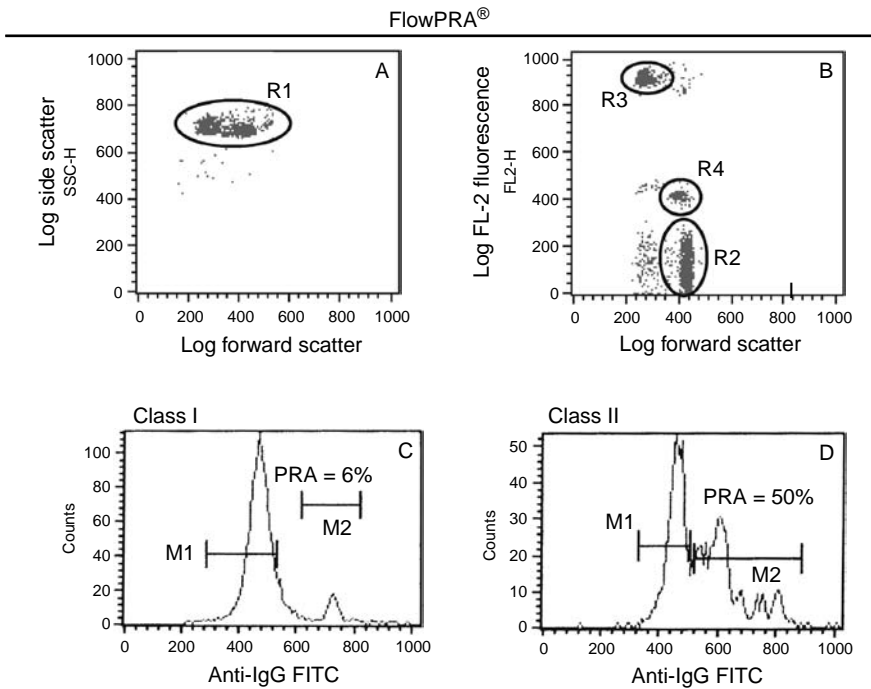 FlowPRA®
A
R1
1000
800
600
400
200
0
Log side scatter
SSC-H
0 200 400 600 800 1000
Log forward scatter
B
R3
R4
R2
1000
800
600
400
200
0
Log FL-2 fluorescence
FL2-H
0 200 400 600 800 1000
Log forward scatter
Class I
C
PRA = 6%
M1
M2
100
80
60
40
20
0
Counts
0 200 400 600 800 1000
Anti-IgG FITC
Class II
D
PRA = 50%
M1
M2
50
40
30
20
10
0
Counts
0 200 400 600 800 1000
Anti-IgG FITC